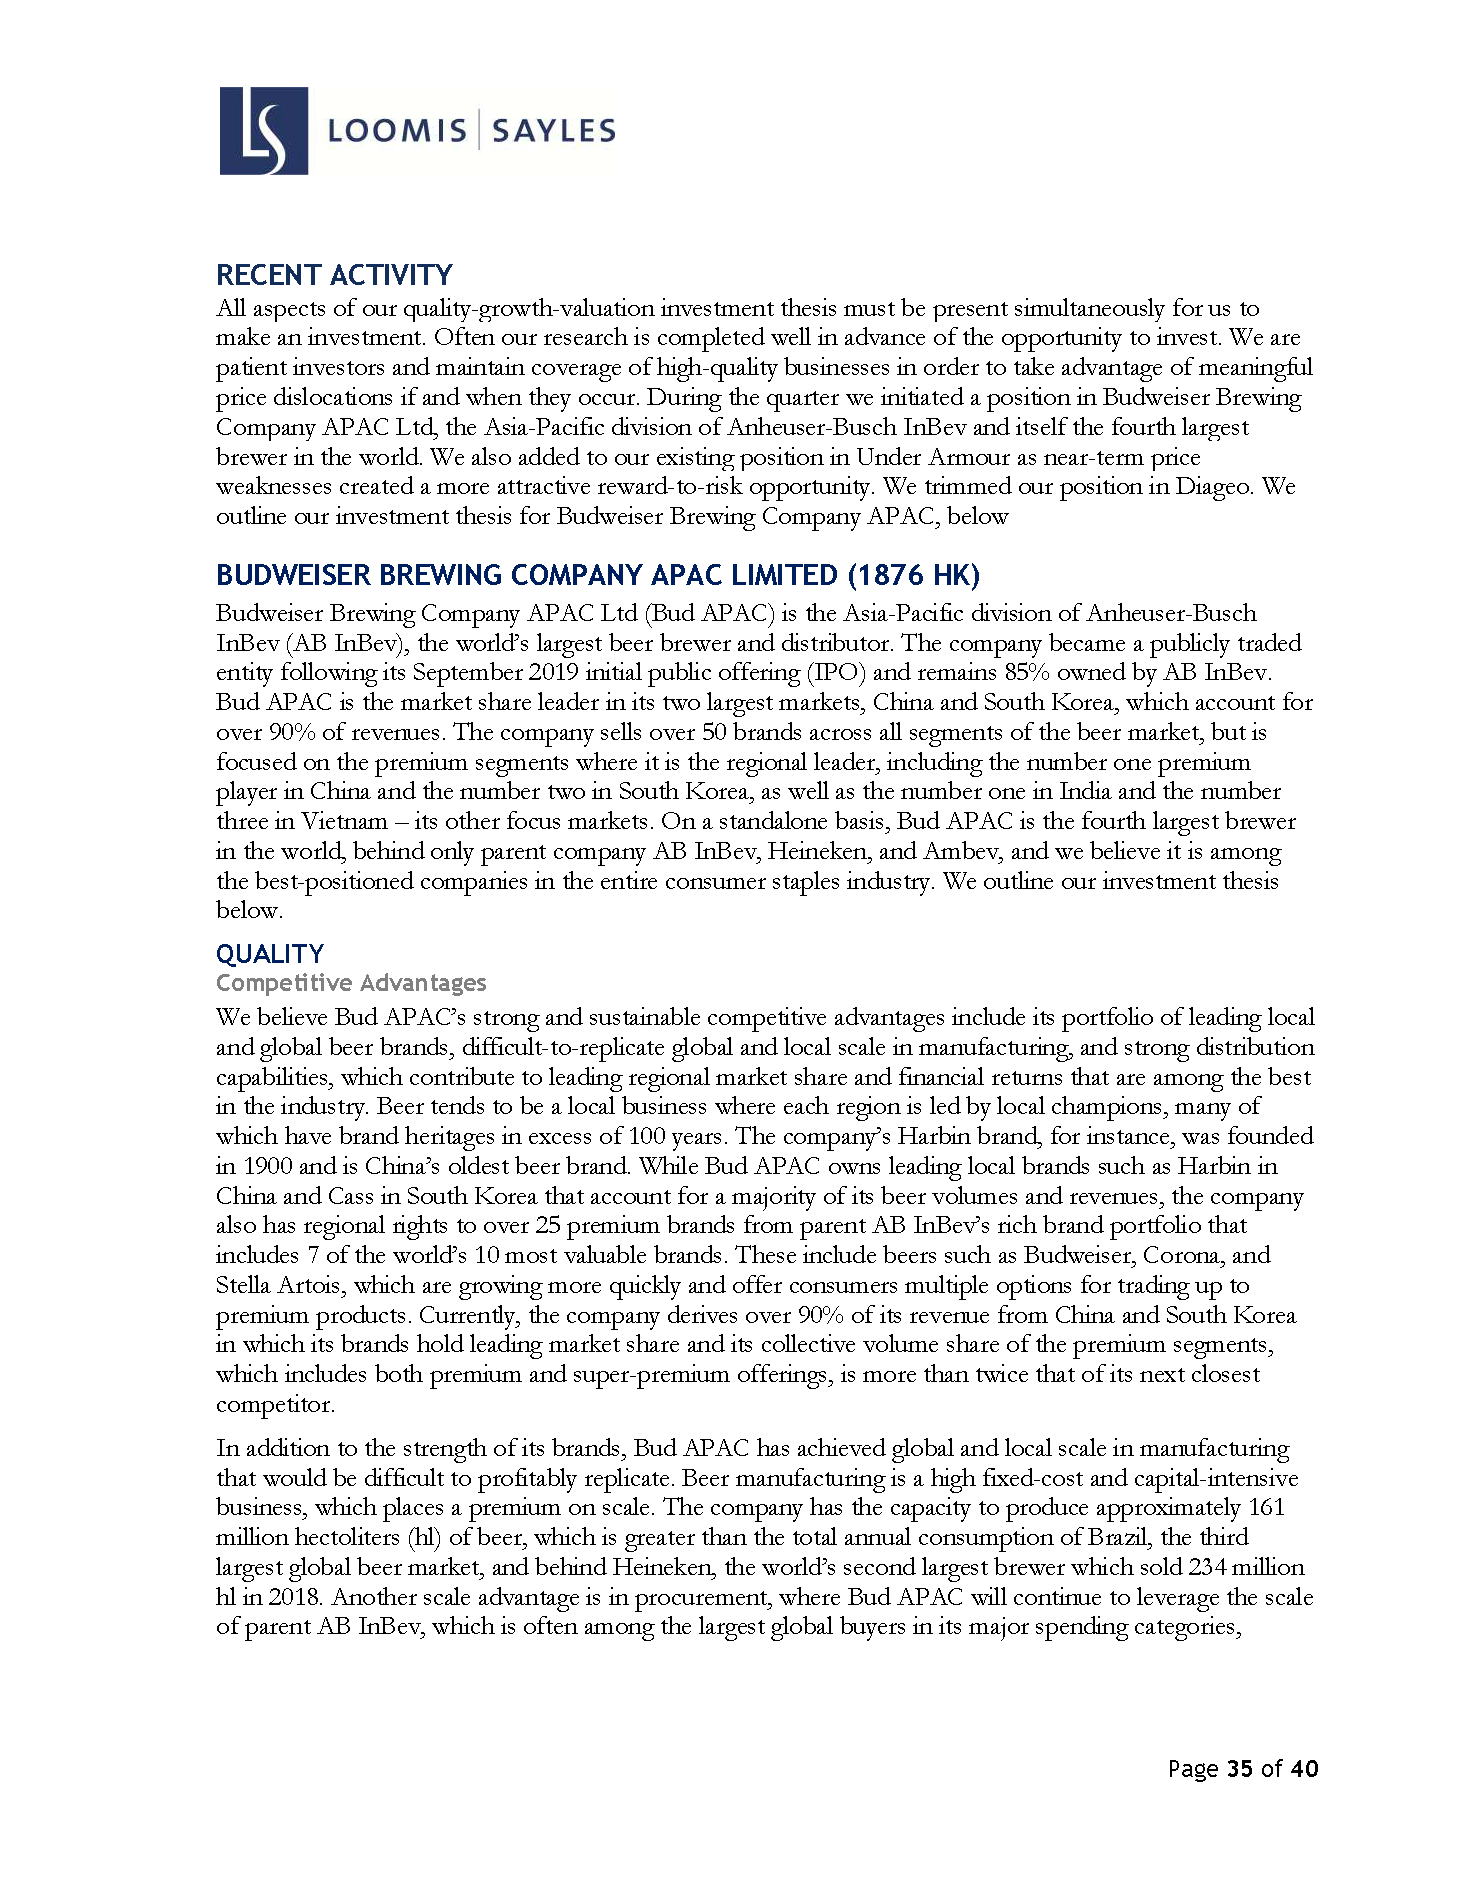 LS LOOMIS | SAYLES
RECENT ACTIVITY
All aspects of our quality-growth-valuation investment thesis must be present simultaneously for us to
make an investment. Often our research is completed well in advance of the opportunity to invest. We are
patient investors and maintain coverage of high-quality businesses in order to take advantage of meaningful
price dislocations if and when they occur. During the quarter we initiated a position in Budweiser Brewing
Company APAC Ltd, the Asia-Pacific division of Anheuser-Busch InBev and itself the fourth largest
brewer in the world. We also added to our existing position in Under Armour as near-term price
weaknesses created a more attractive reward-to-risk opportunity. We trimmed our position in Diageo. We
outline our investment thesis for Budweiser Brewing Company APAC, below
BUDWEISER BREWING COMPANY APAC LIMITED (1876 HK)
Budweiser Brewing Company APAC Ltd (Bud APAC) is the Asia-Pacific division of Anheuser-Busch
InBev (AB InBev), the world’s largest beer brewer and distributor. The company became a publicly traded
entity following its September 2019 initial public offering (IPO) and remains 85% owned by AB InBev.
Bud APAC is the market share leader in its two largest markets, China and South Korea, which account for
over 90% of revenues. The company sells over 50 brands across all segments of the beer market, but is
focused on the premium segments where it is the regional leader, including the number one premium
player in China and the number two in South Korea, as well as the number one in India and the number
three in Vietnam – its other focus markets. On a standalone basis, Bud APAC is the fourth largest brewer
in the world, behind only parent company AB InBev, Heineken, and Ambev, and we believe it is among
the best-positioned companies in the entire consumer staples industry. We outline our investment thesis
below.
QUALITY
Competitive Advantages
We believe Bud APAC’s strong and sustainable competitive advantages include its portfolio of leading local
and global beer brands, difficult-to-replicate global and local scale in manufacturing, and strong distribution
capabilities, which contribute to leading regional market share and financial returns that are among the best
in the industry. Beer tends to be a local business where each region is led by local champions, many of
which have brand heritages in excess of 100 years. The company’s Harbin brand, for instance, was founded
in 1900 and is China’s oldest beer brand. While Bud APAC owns leading local brands such as Harbin in
China and Cass in South Korea that account for a majority of its beer volumes and revenues, the company
also has regional rights to over 25 premium brands from parent AB InBev’s rich brand portfolio that
includes 7 of the world’s 10 most valuable brands. These include beers such as Budweiser, Corona, and
Stella Artois, which are growing more quickly and offer consumers multiple options for trading up to
premium products. Currently, the company derives over 90% of its revenue from China and South Korea
in which its brands hold leading market share and its collective volume share of the premium segments,
which includes both premium and super-premium offerings, is more than twice that of its next closest
competitor.
In addition to the strength of its brands, Bud APAC has achieved global and local scale in manufacturing
that would be difficult to profitably replicate. Beer manufacturing is a high fixed-cost and capital-intensive
business, which places a premium on scale. The company has the capacity to produce approximately 161
million hectoliters (hl) of beer, which is greater than the total annual consumption of Brazil, the third
largest global beer market, and behind Heineken, the world’s second largest brewer which sold 234 million
hl in 2018. Another scale advantage is in procurement, where Bud APAC will continue to leverage the scale
of parent AB InBev, which is often among the largest global buyers in its major spending categories,
Page 35 of 40